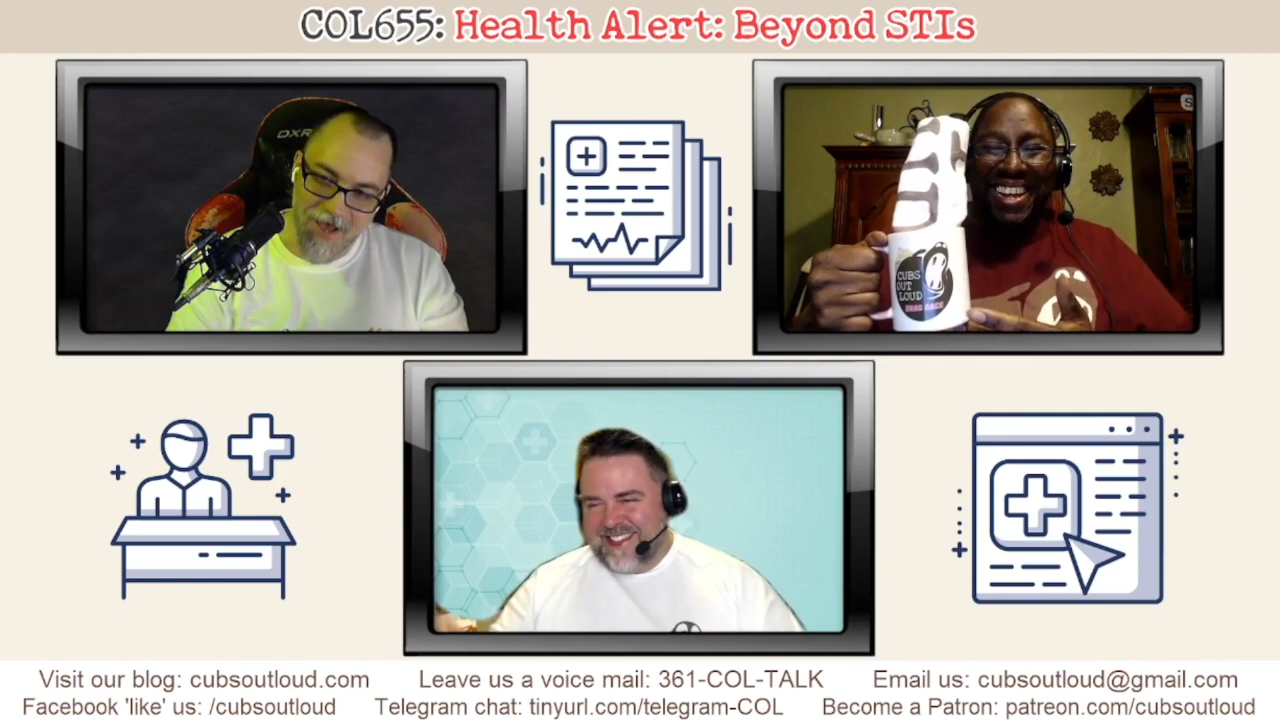 COL655: Health Alert: Beyond STIs
DXR
S
CUBS
OUT
LOUD
Visit our blog: cubsoutloud.com Leave us a voice mail: 361-COL-TALK Email us: cubsoutloud@gmail.com
Facebook 'like' us: /cubsoutloud Telegram chat: tinyurl.com/telegram-COL Become a Patron: patreon.com/cubsoutloud